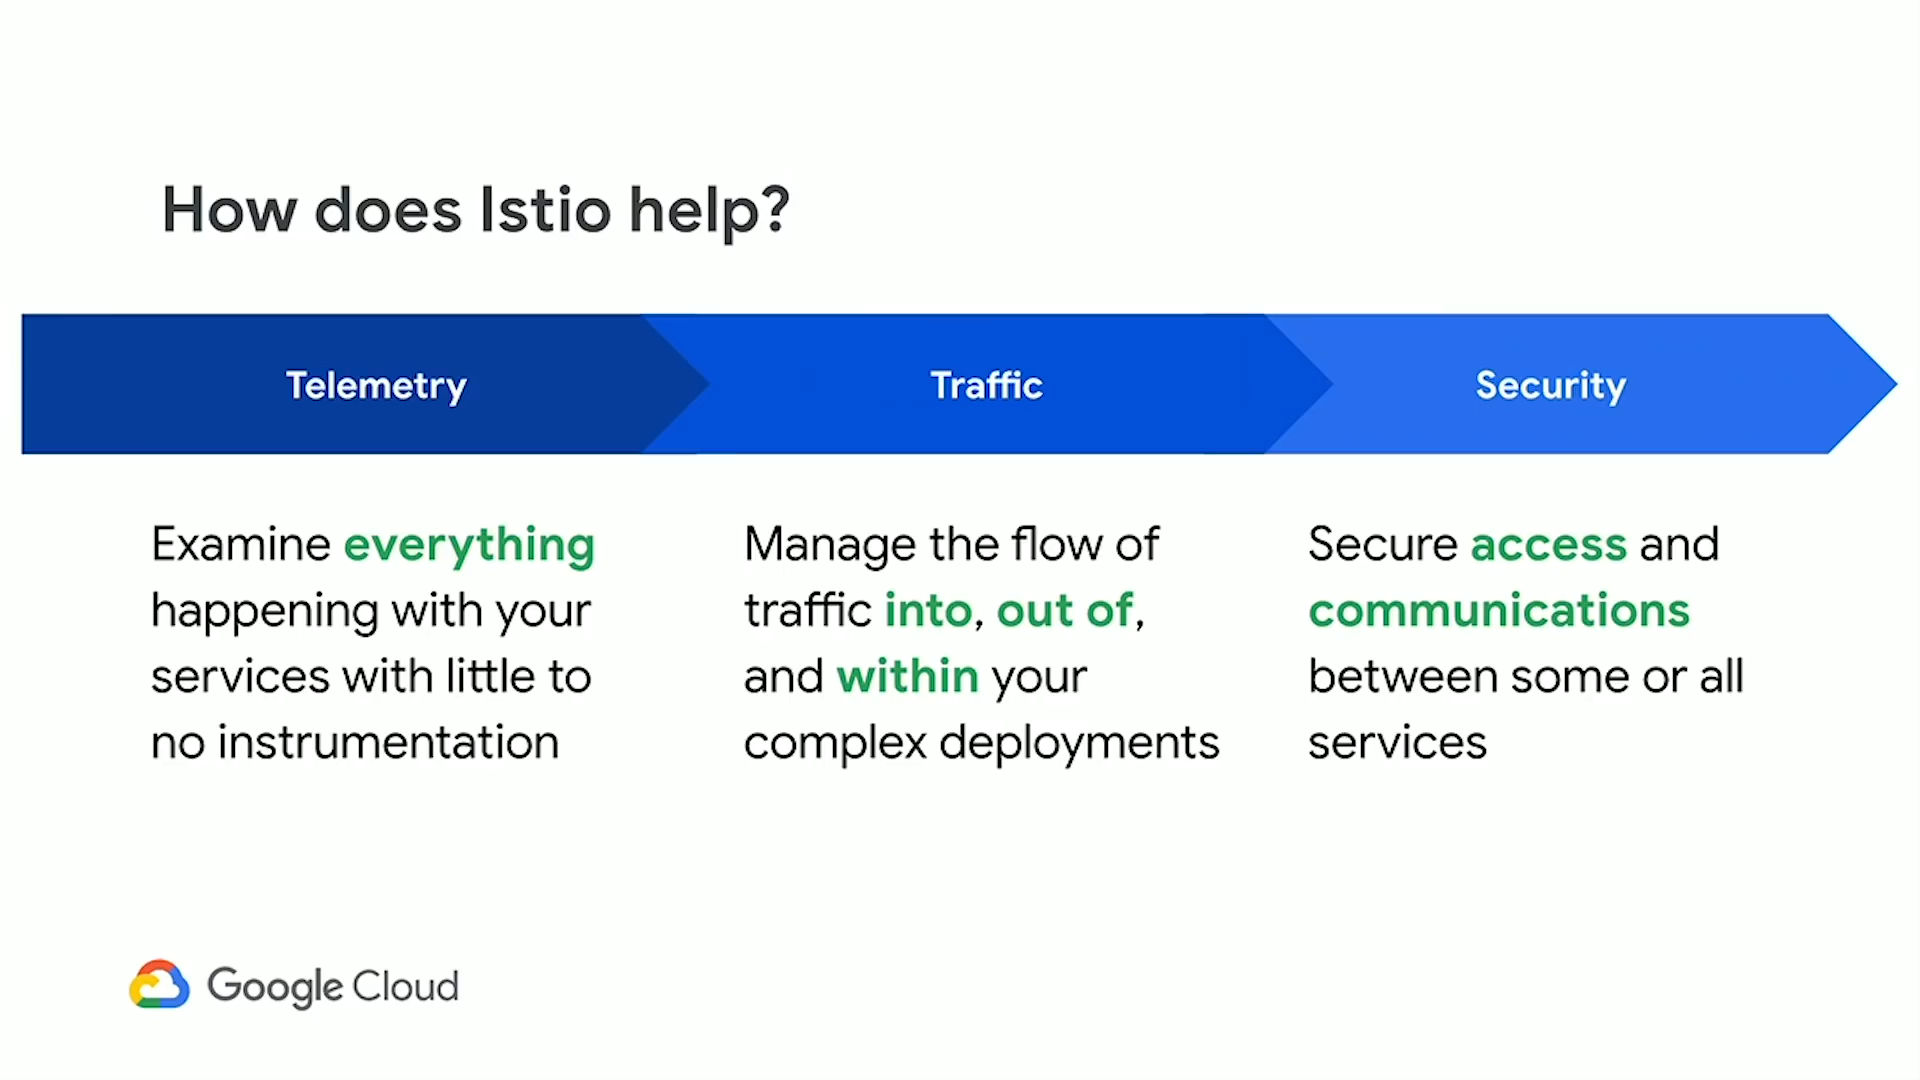 How does Istio help?
Telemetry
Traffic
Security
Examine everything
happening with your
services with little to
no instrumentation
Manage the flow of
traffic into, out of,
and within your
complex deployments
Secure access and
communications
between some or all
services
Google Cloud